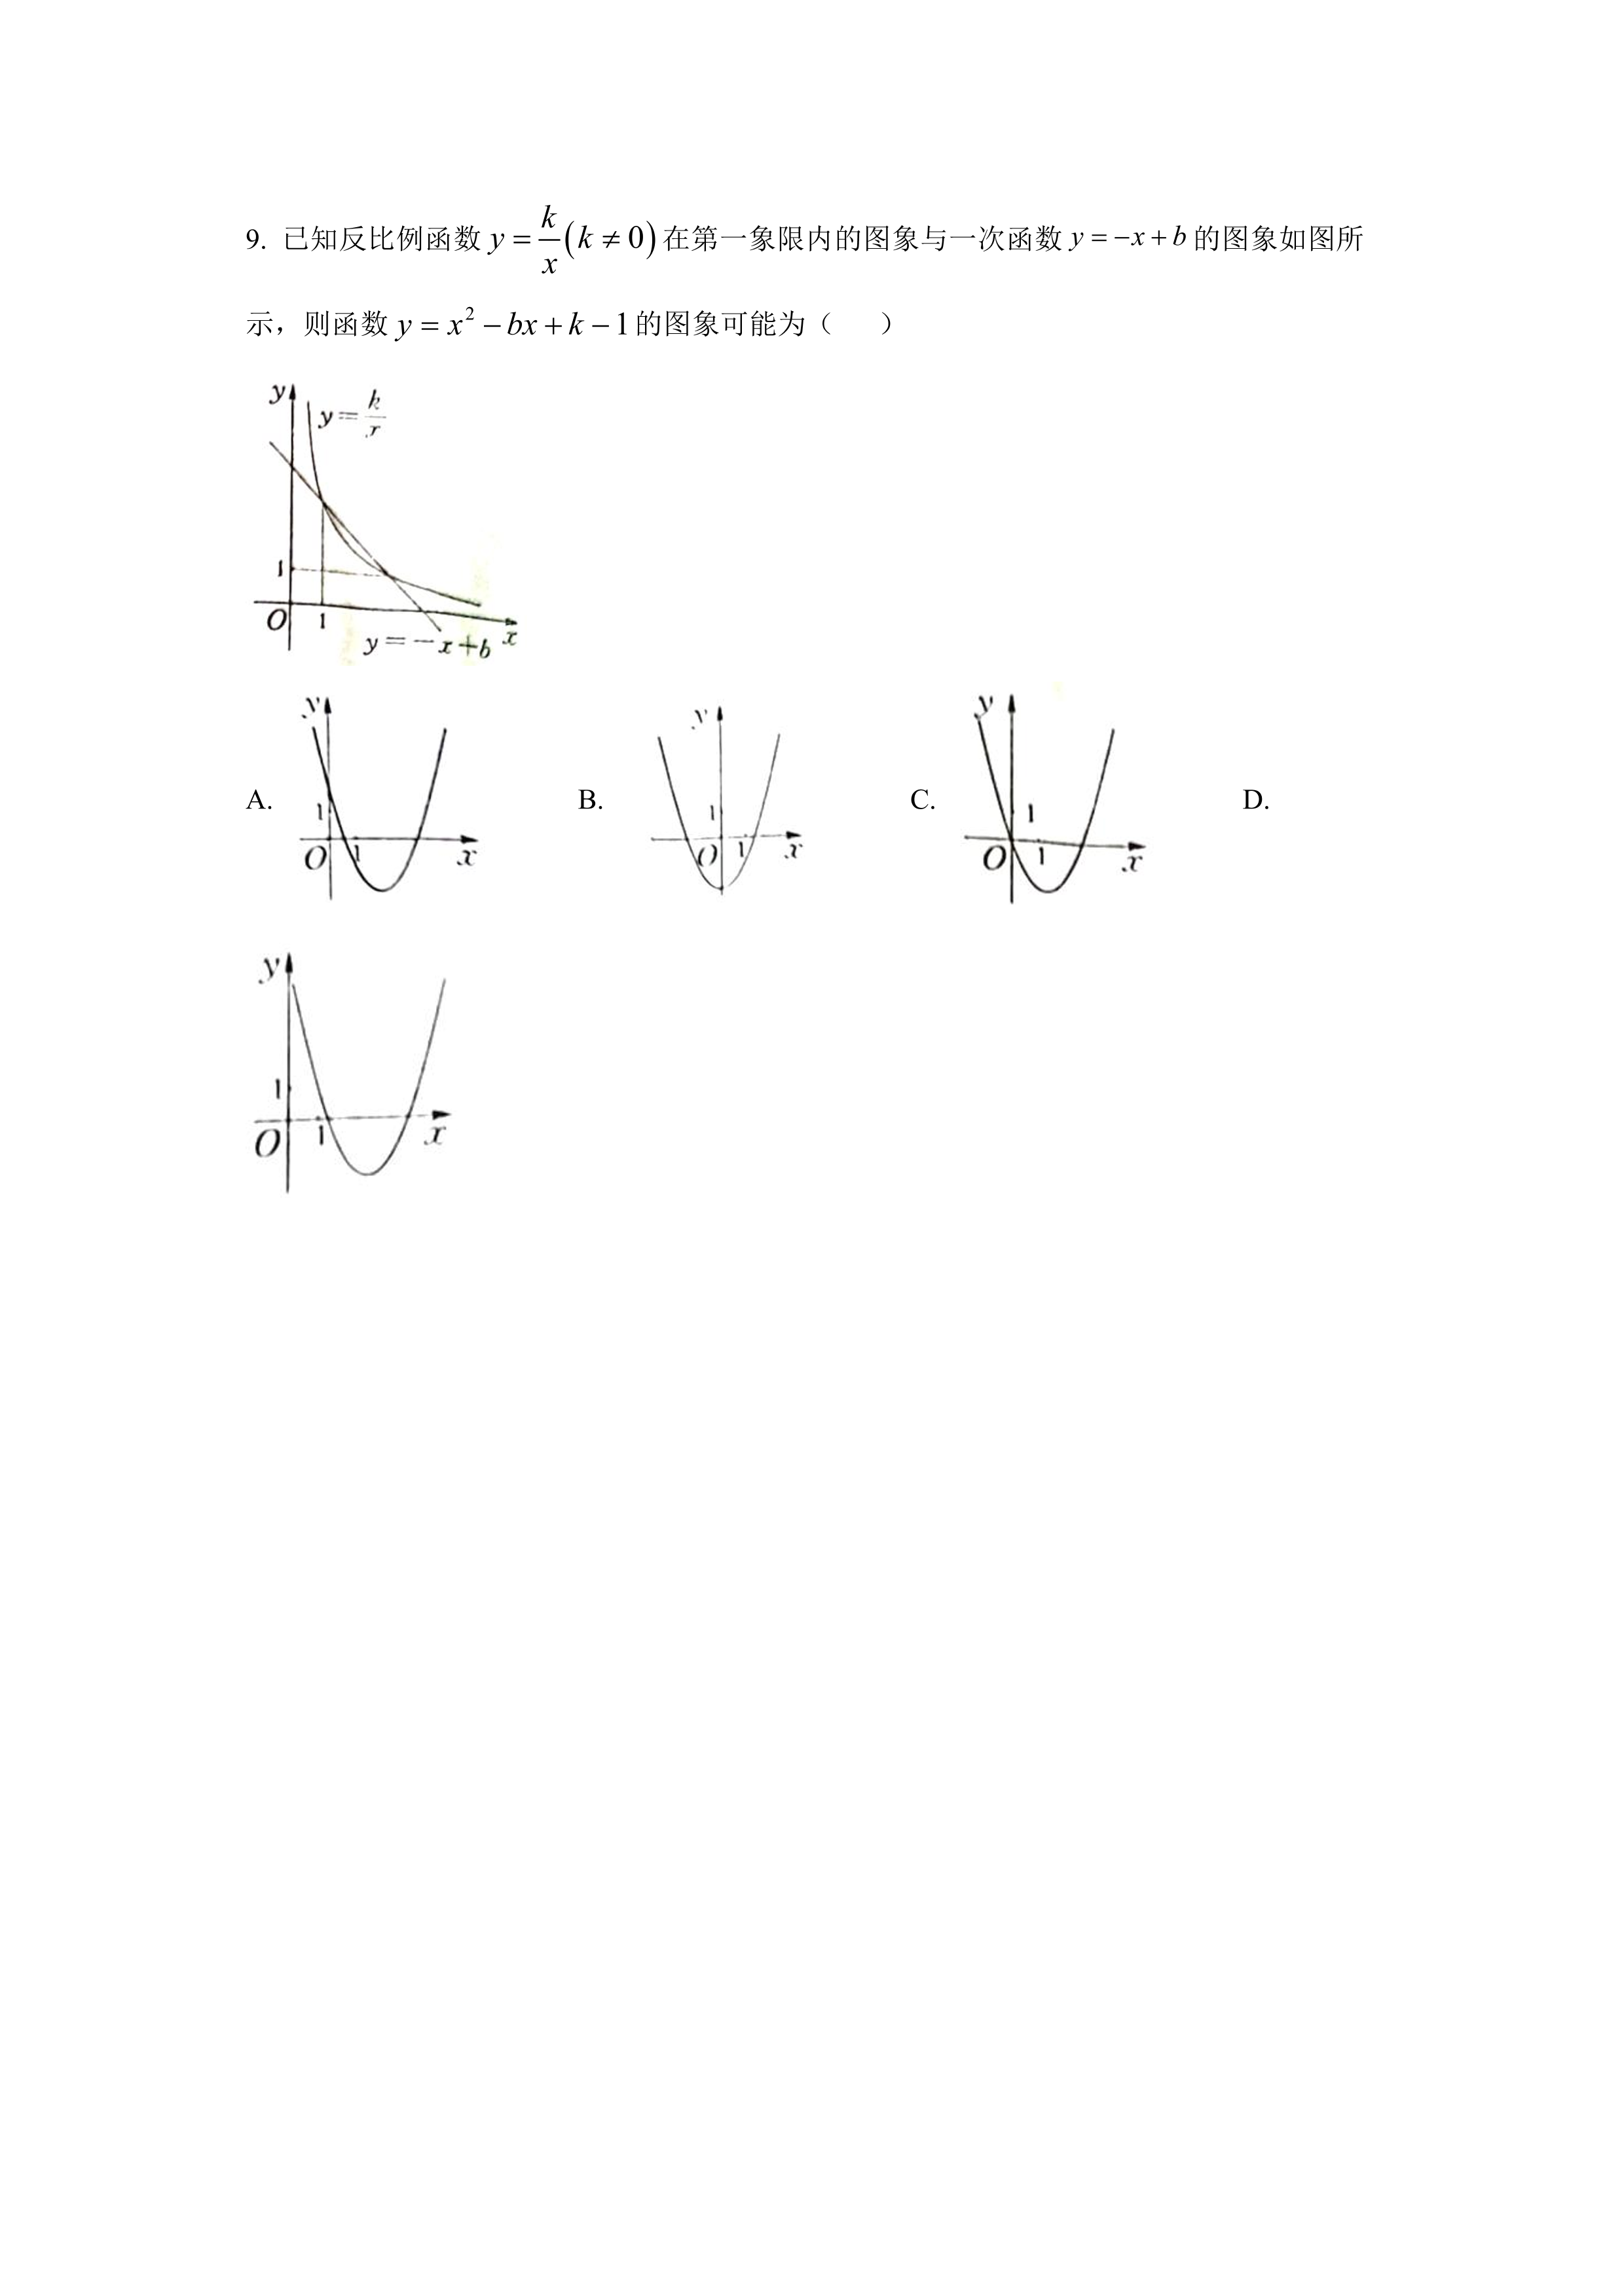 9. 已知反比例函数 y = k/x (k ≠ 0) 在第一象限内的图象与一次函数 y = −x + b 的图象如图所
示，则函数 y = x² − bx + k − 1 的图象可能为（ ）
y
y = k/x
1
O
1
y = −x + b
x
A.
y
1
O
1
x
B.
y
1
O
1
x
C.
y
1
O
1
x
D.
y
1
O
1
x